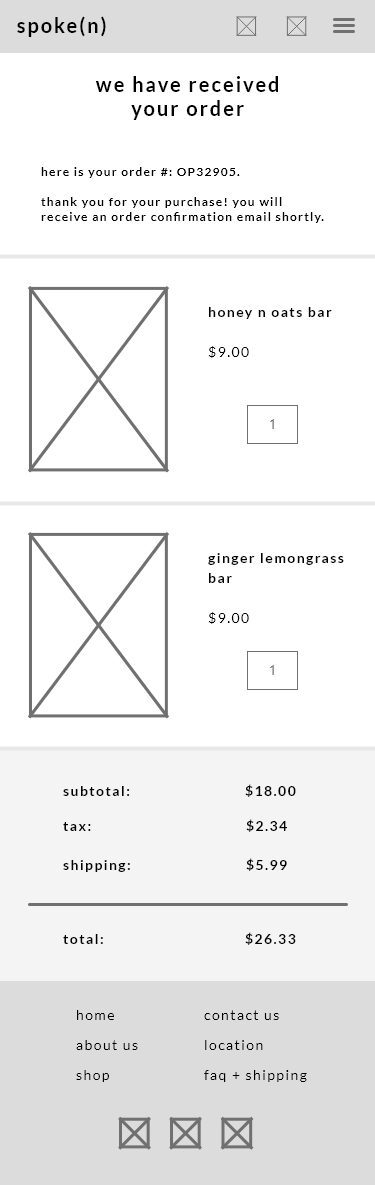 spoke(n)
we have received
your order
here is your order #: OP32905.
thank you for your purchase! you will
receive an order confirmation email shortly.
honey n oats bar
$9.00
1
ginger lemongrass
bar
$9.00
1
subtotal: $18.00
tax: $2.34
shipping: $5.99
total: $26.33
home contact us
about us location
shop faq + shipping